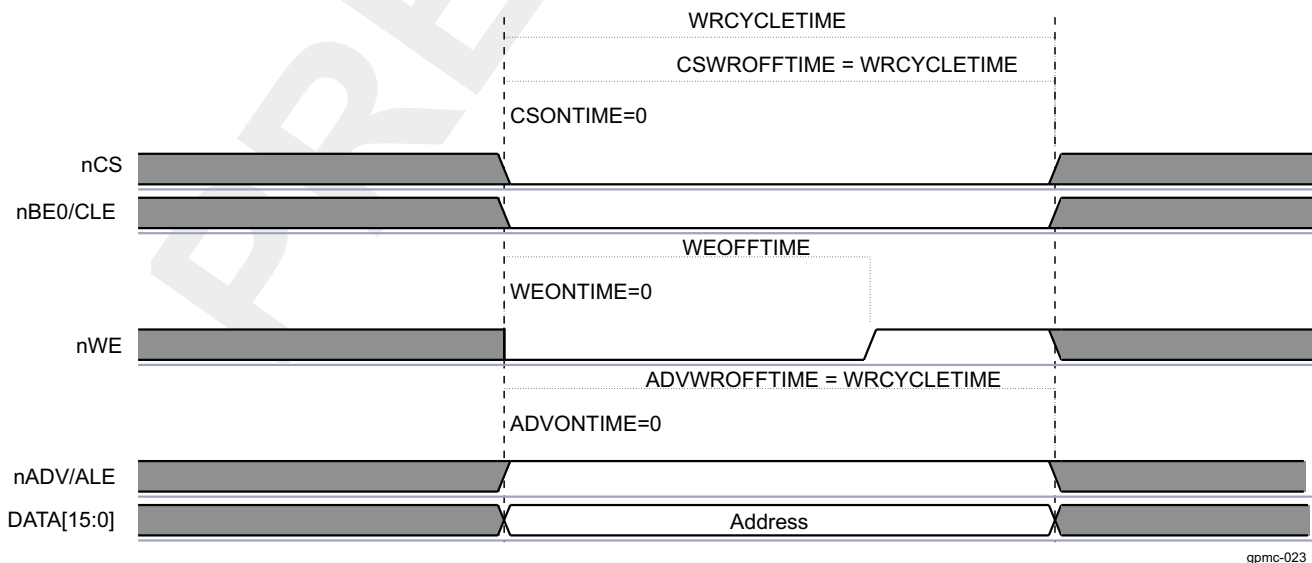 WRCYCLETIME
CSWROFFTIME = WRCYCLETIME
CSONTIME=0
nCS
nBE0/CLE
WEOFFTIME
WEONTIME=0
nWE
ADVWROFFTIME = WRCYCLETIME
ADVONTIME=0
nADV/ALE
DATA[15:0]
Address
gpmc-023
PRE